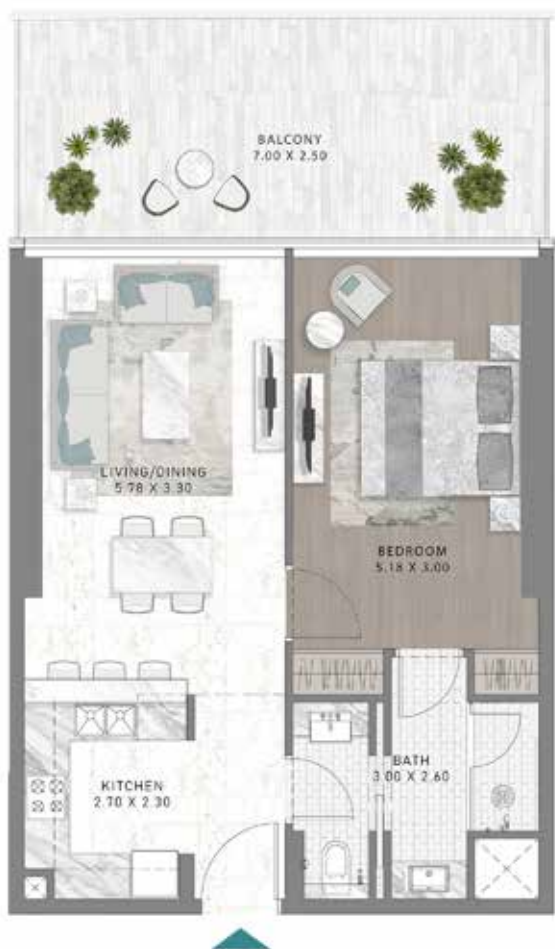 BALCONY
7.00 X 2.50
LIVING/DINING
5.78 X 3.30
BEDROOM
5.18 X 3.00
BATH
3.00 X 2.60
KITCHEN
2.70 X 2.30